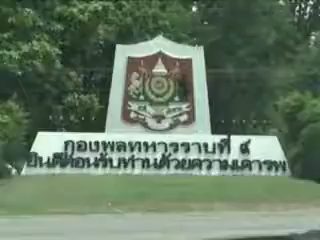 กองพลทหารราบที่ ๙
ยินดีต้อนรับท่านด้วยความเคารพ